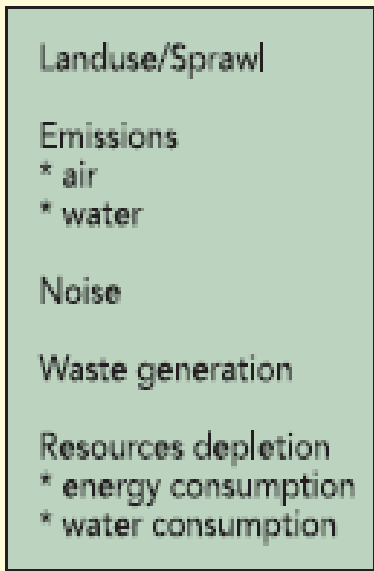 Landuse/Sprawl
Emissions
* air
* water
Noise
Waste generation
Resources depletion
* energy consumption
* water consumption